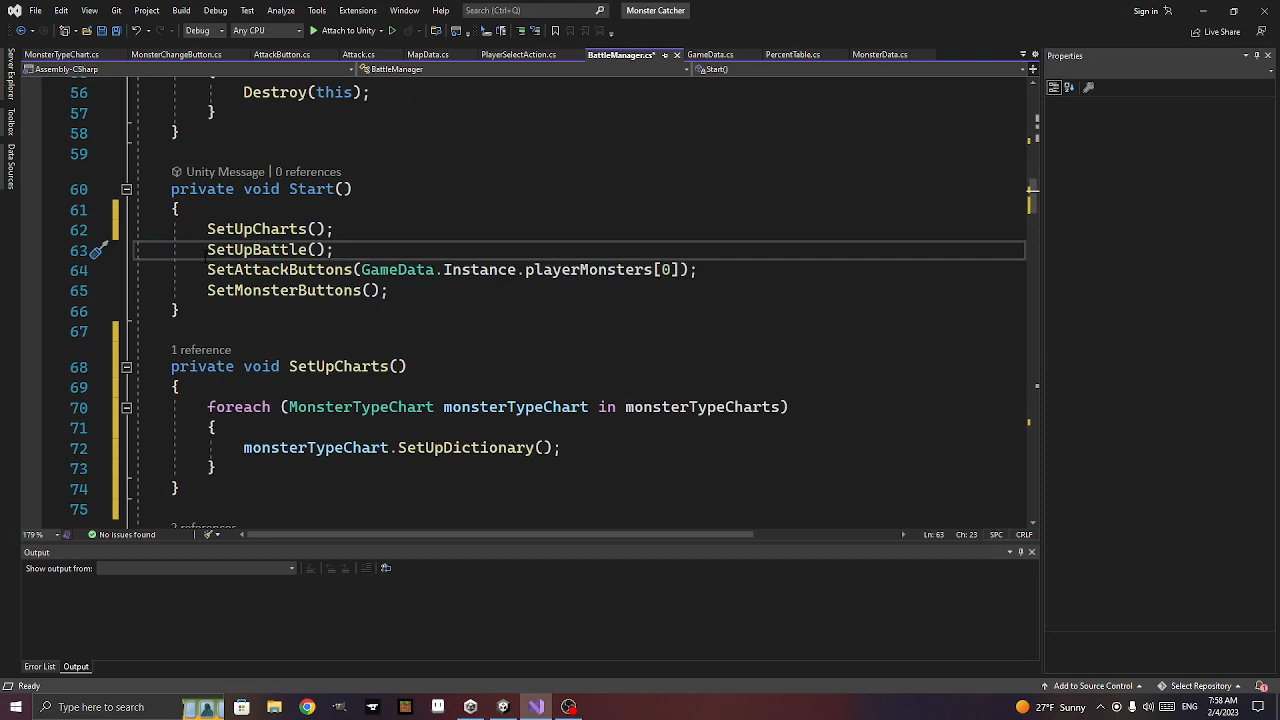 File Edit View Git Project Build Debug Test Analyze Tools Extensions Window Help Search (Ctrl+Q) Monster Catcher Sign in
Debug Any CPU Attach to Unity Live Share
MonsterTypeChart.cs MonsterChangeButton.cs AttackButton.cs Attack.cs MapData.cs PlayerSelectAction.cs BattleManager.cs* GameData.cs PercentTable.cs MonsterData.cs Properties
Assembly-CSharp BattleManager Start()
Server Explorer
Toolbox
Data Sources
56 Destroy(this);
57 }
58 }
59
Unity Message | 0 references
60 private void Start()
61 {
62 SetUpCharts();
63 SetUpBattle();
64 SetAttackButtons(GameData.Instance.playerMonsters[0]);
65 SetMonsterButtons();
66 }
67
1 reference
68 private void SetUpCharts()
69 {
70 foreach (MonsterTypeChart monsterTypeChart in monsterTypeCharts)
71 {
72 monsterTypeChart.SetUpDictionary();
73 }
74 }
75
179 % No issues found Ln: 63 Ch: 23 SPC CRLF
Output
Show output from:
Error List Output
Ready Add to Source Control Select Repository
Type here to search 22°F Sunny 7:58 AM
2/4/2023